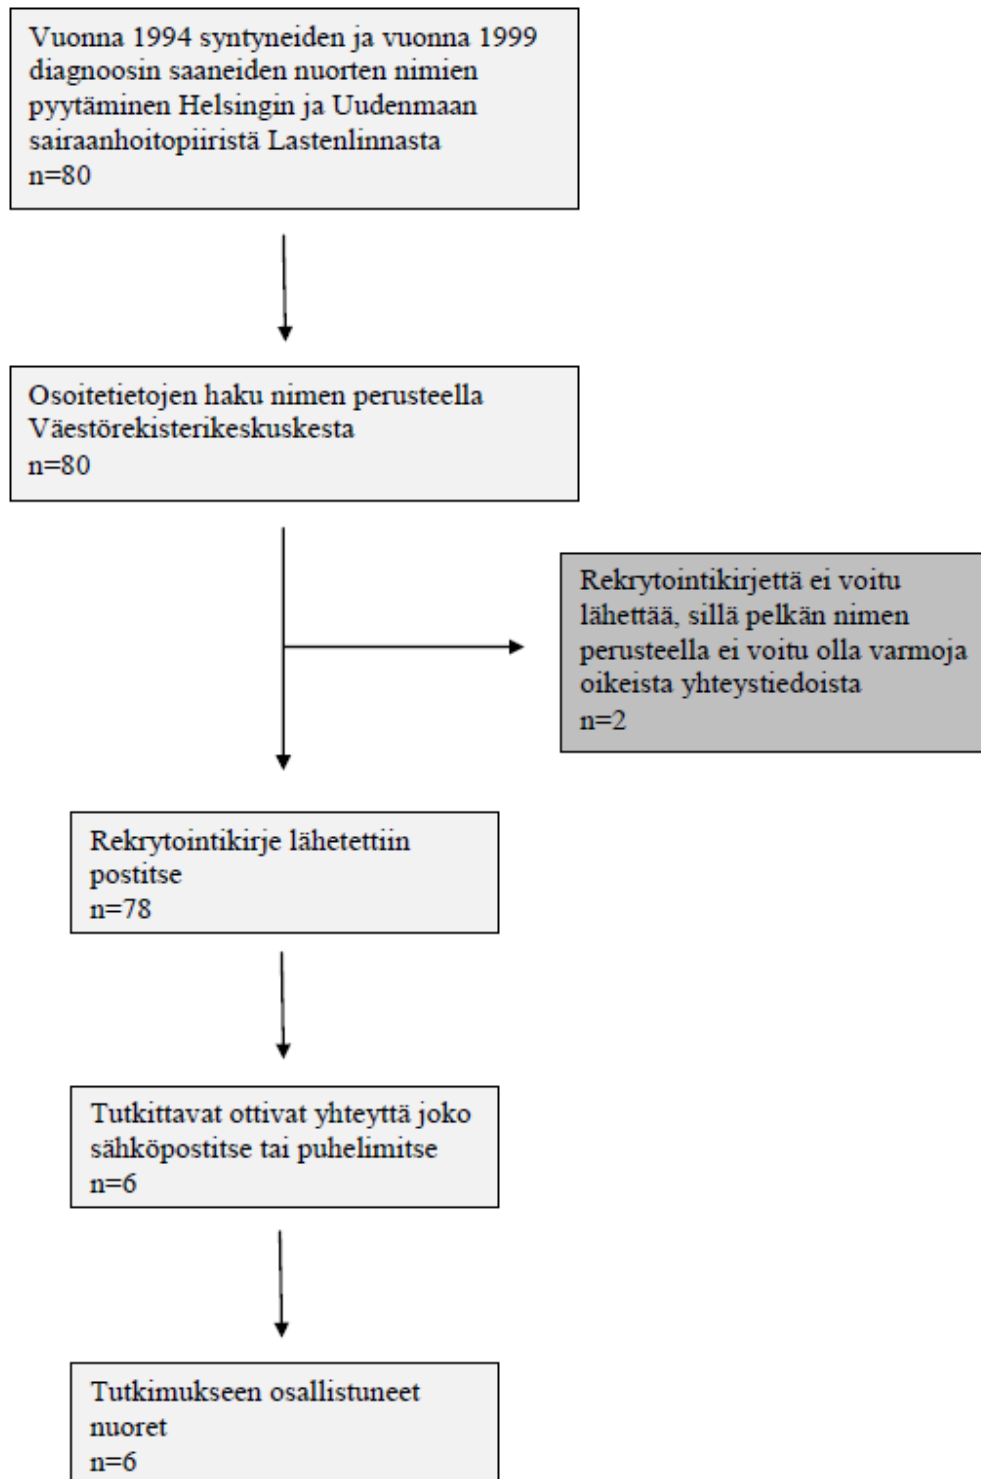 Vuonna 1994 syntyneiden ja vuonna 1999
diagnoosin saaneiden nuorten nimien
pyytäminen Helsingin ja Uudenmaan
sairaanhoitopiiristä Lastenlinnasta
n=80
Osoitetietojen haku nimen perusteella
Väestörekisterikeskuskesta
n=80
Rekrytointikirjettä ei voitu
lähettää, sillä pelkän nimen
perusteella ei voitu olla varmoja
oikeista yhteystiedoista
n=2
Rekrytointikirje lähetettiin
postitse
n=78
Tutkittavat ottivat yhteyttä joko
sähköpostitse tai puhelimitse
n=6
Tutkimukseen osallistuneet
nuoret
n=6